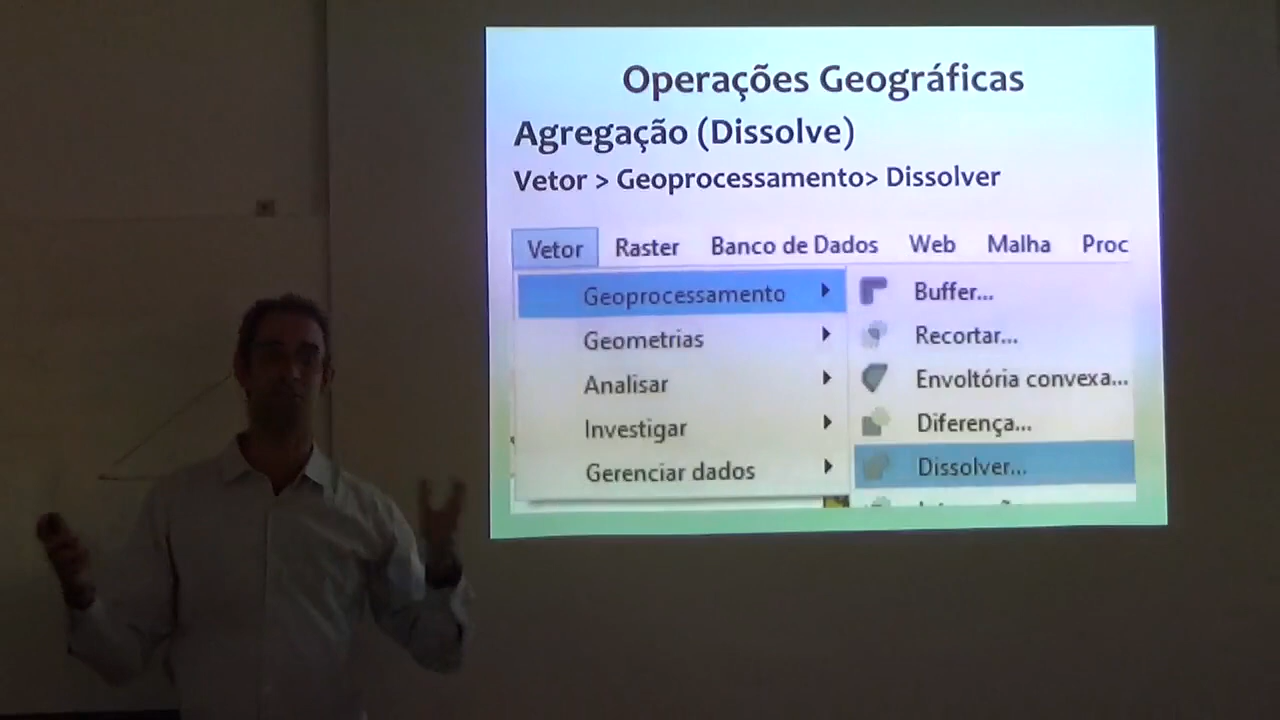 Operações Geográficas
Agregação (Dissolve)
Vetor > Geoprocessamento> Dissolver
Vetor Raster Banco de Dados Web Malha Proc
Geoprocessamento Buffer...
Geometrias Recortar...
Analisar Envoltória convexa...
Investigar Diferença...
Gerenciar dados Dissolver...